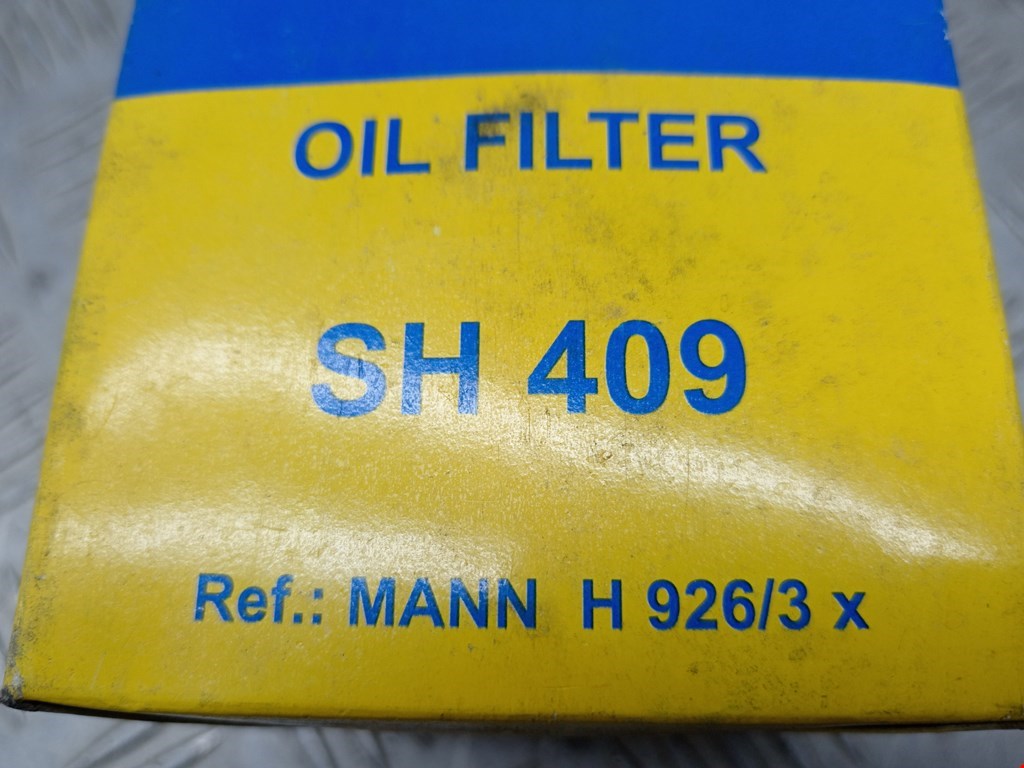 OIL FILTER
SH 409
Ref.: MANN H 926/3 x